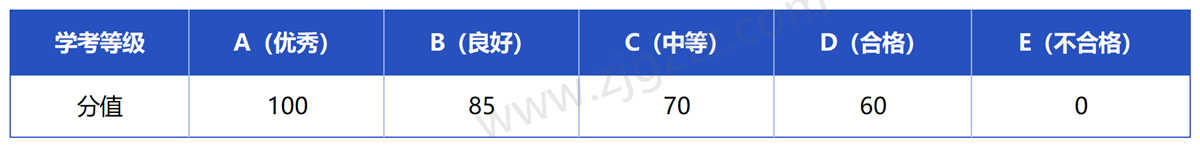 学考等级 A（优秀） B（良好） C（中等） D（合格） E（不合格）
分值 100 85 70 60 0